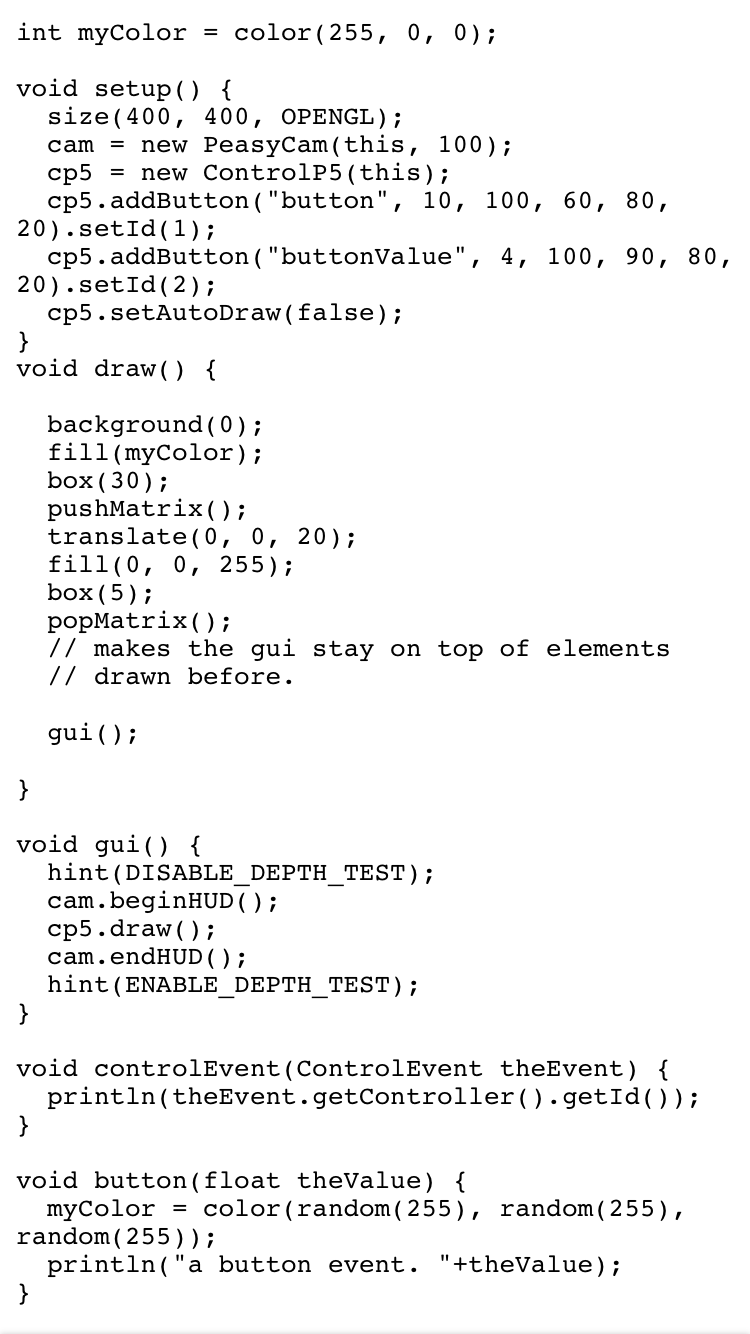 int myColor = color(255, 0, 0);

void setup() {
  size(400, 400, OPENGL);
  cam = new PeasyCam(this, 100);
  cp5 = new ControlP5(this);
  cp5.addButton("button", 10, 100, 60, 80,
20).setId(1);
  cp5.addButton("buttonValue", 4, 100, 90, 80,
20).setId(2);
  cp5.setAutoDraw(false);
}
void draw() {

  background(0);
  fill(myColor);
  box(30);
  pushMatrix();
  translate(0, 0, 20);
  fill(0, 0, 255);
  box(5);
  popMatrix();
  // makes the gui stay on top of elements
  // drawn before.

  gui();

}

void gui() {
  hint(DISABLE_DEPTH_TEST);
  cam.beginHUD();
  cp5.draw();
  cam.endHUD();
  hint(ENABLE_DEPTH_TEST);
}

void controlEvent(ControlEvent theEvent) {
  println(theEvent.getController().getId());
}

void button(float theValue) {
  myColor = color(random(255), random(255),
random(255));
  println("a button event. "+theValue);
}